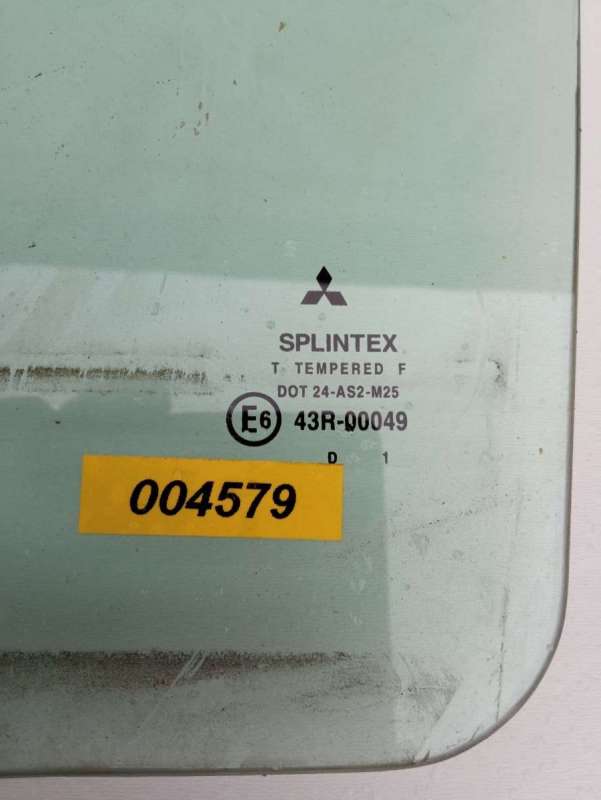 SPLINTEX
T TEMPERED F
DOT 24-AS2-M25
E6 43R-00049
D 1
004579